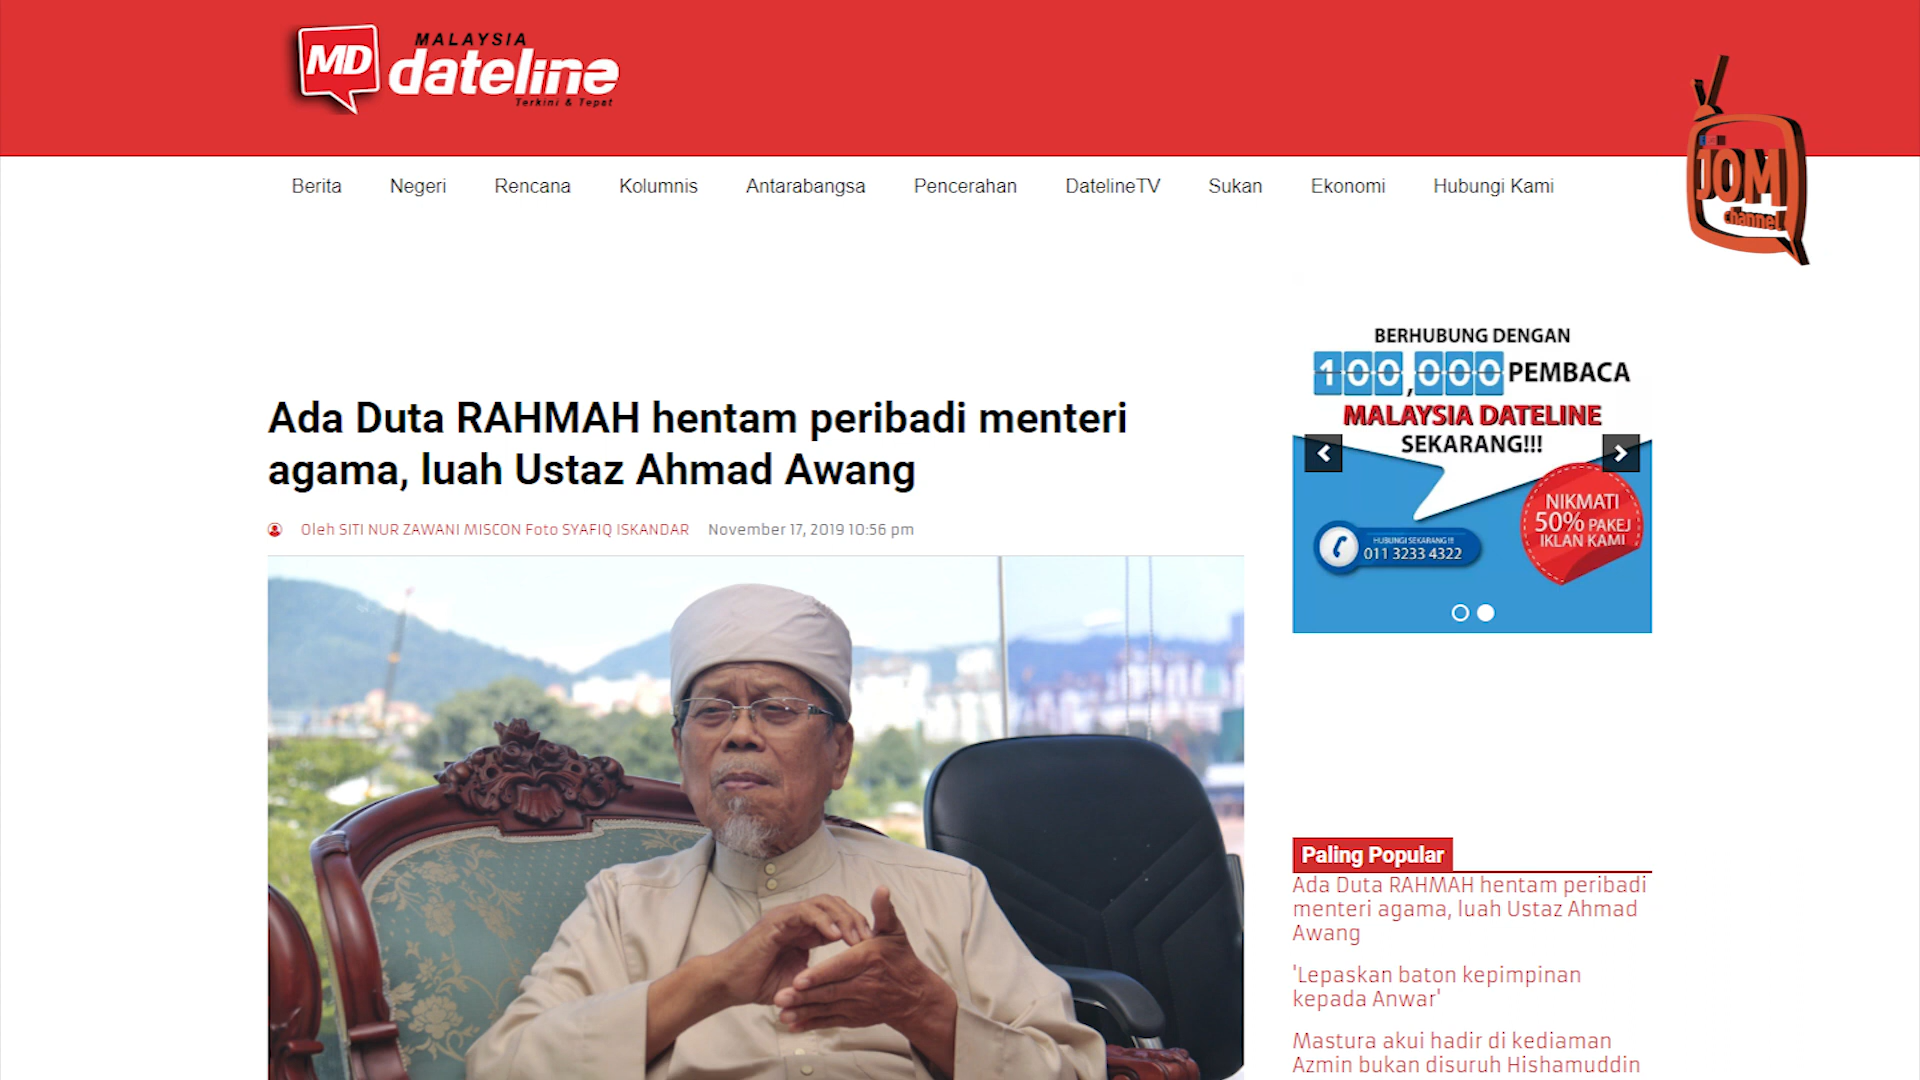 MALAYSIA
MD dateline
Terkini & Tepat
JOM
channel
Berita Negeri Rencana Kolumnis Antarabangsa Pencerahan DatelineTV Sukan Ekonomi Hubungi Kami
BERHUBUNG DENGAN
100,000 PEMBACA
MALAYSIA DATELINE
SEKARANG!!!
NIKMATI
50% PAKEJ
IKLAN KAMI
HUBUNGI SEKARANG !!!
011 3233 4322
Ada Duta RAHMAH hentam peribadi menteri
agama, luah Ustaz Ahmad Awang
Oleh SITI NUR ZAWANI MISCON Foto SYAFIQ ISKANDAR November 17, 2019 10:56 pm
Paling Popular
Ada Duta RAHMAH hentam peribadi
menteri agama, luah Ustaz Ahmad
Awang
'Lepaskan baton kepimpinan
kepada Anwar'
Mastura akui hadir di kediaman
Azmin bukan disuruh Hishamuddin